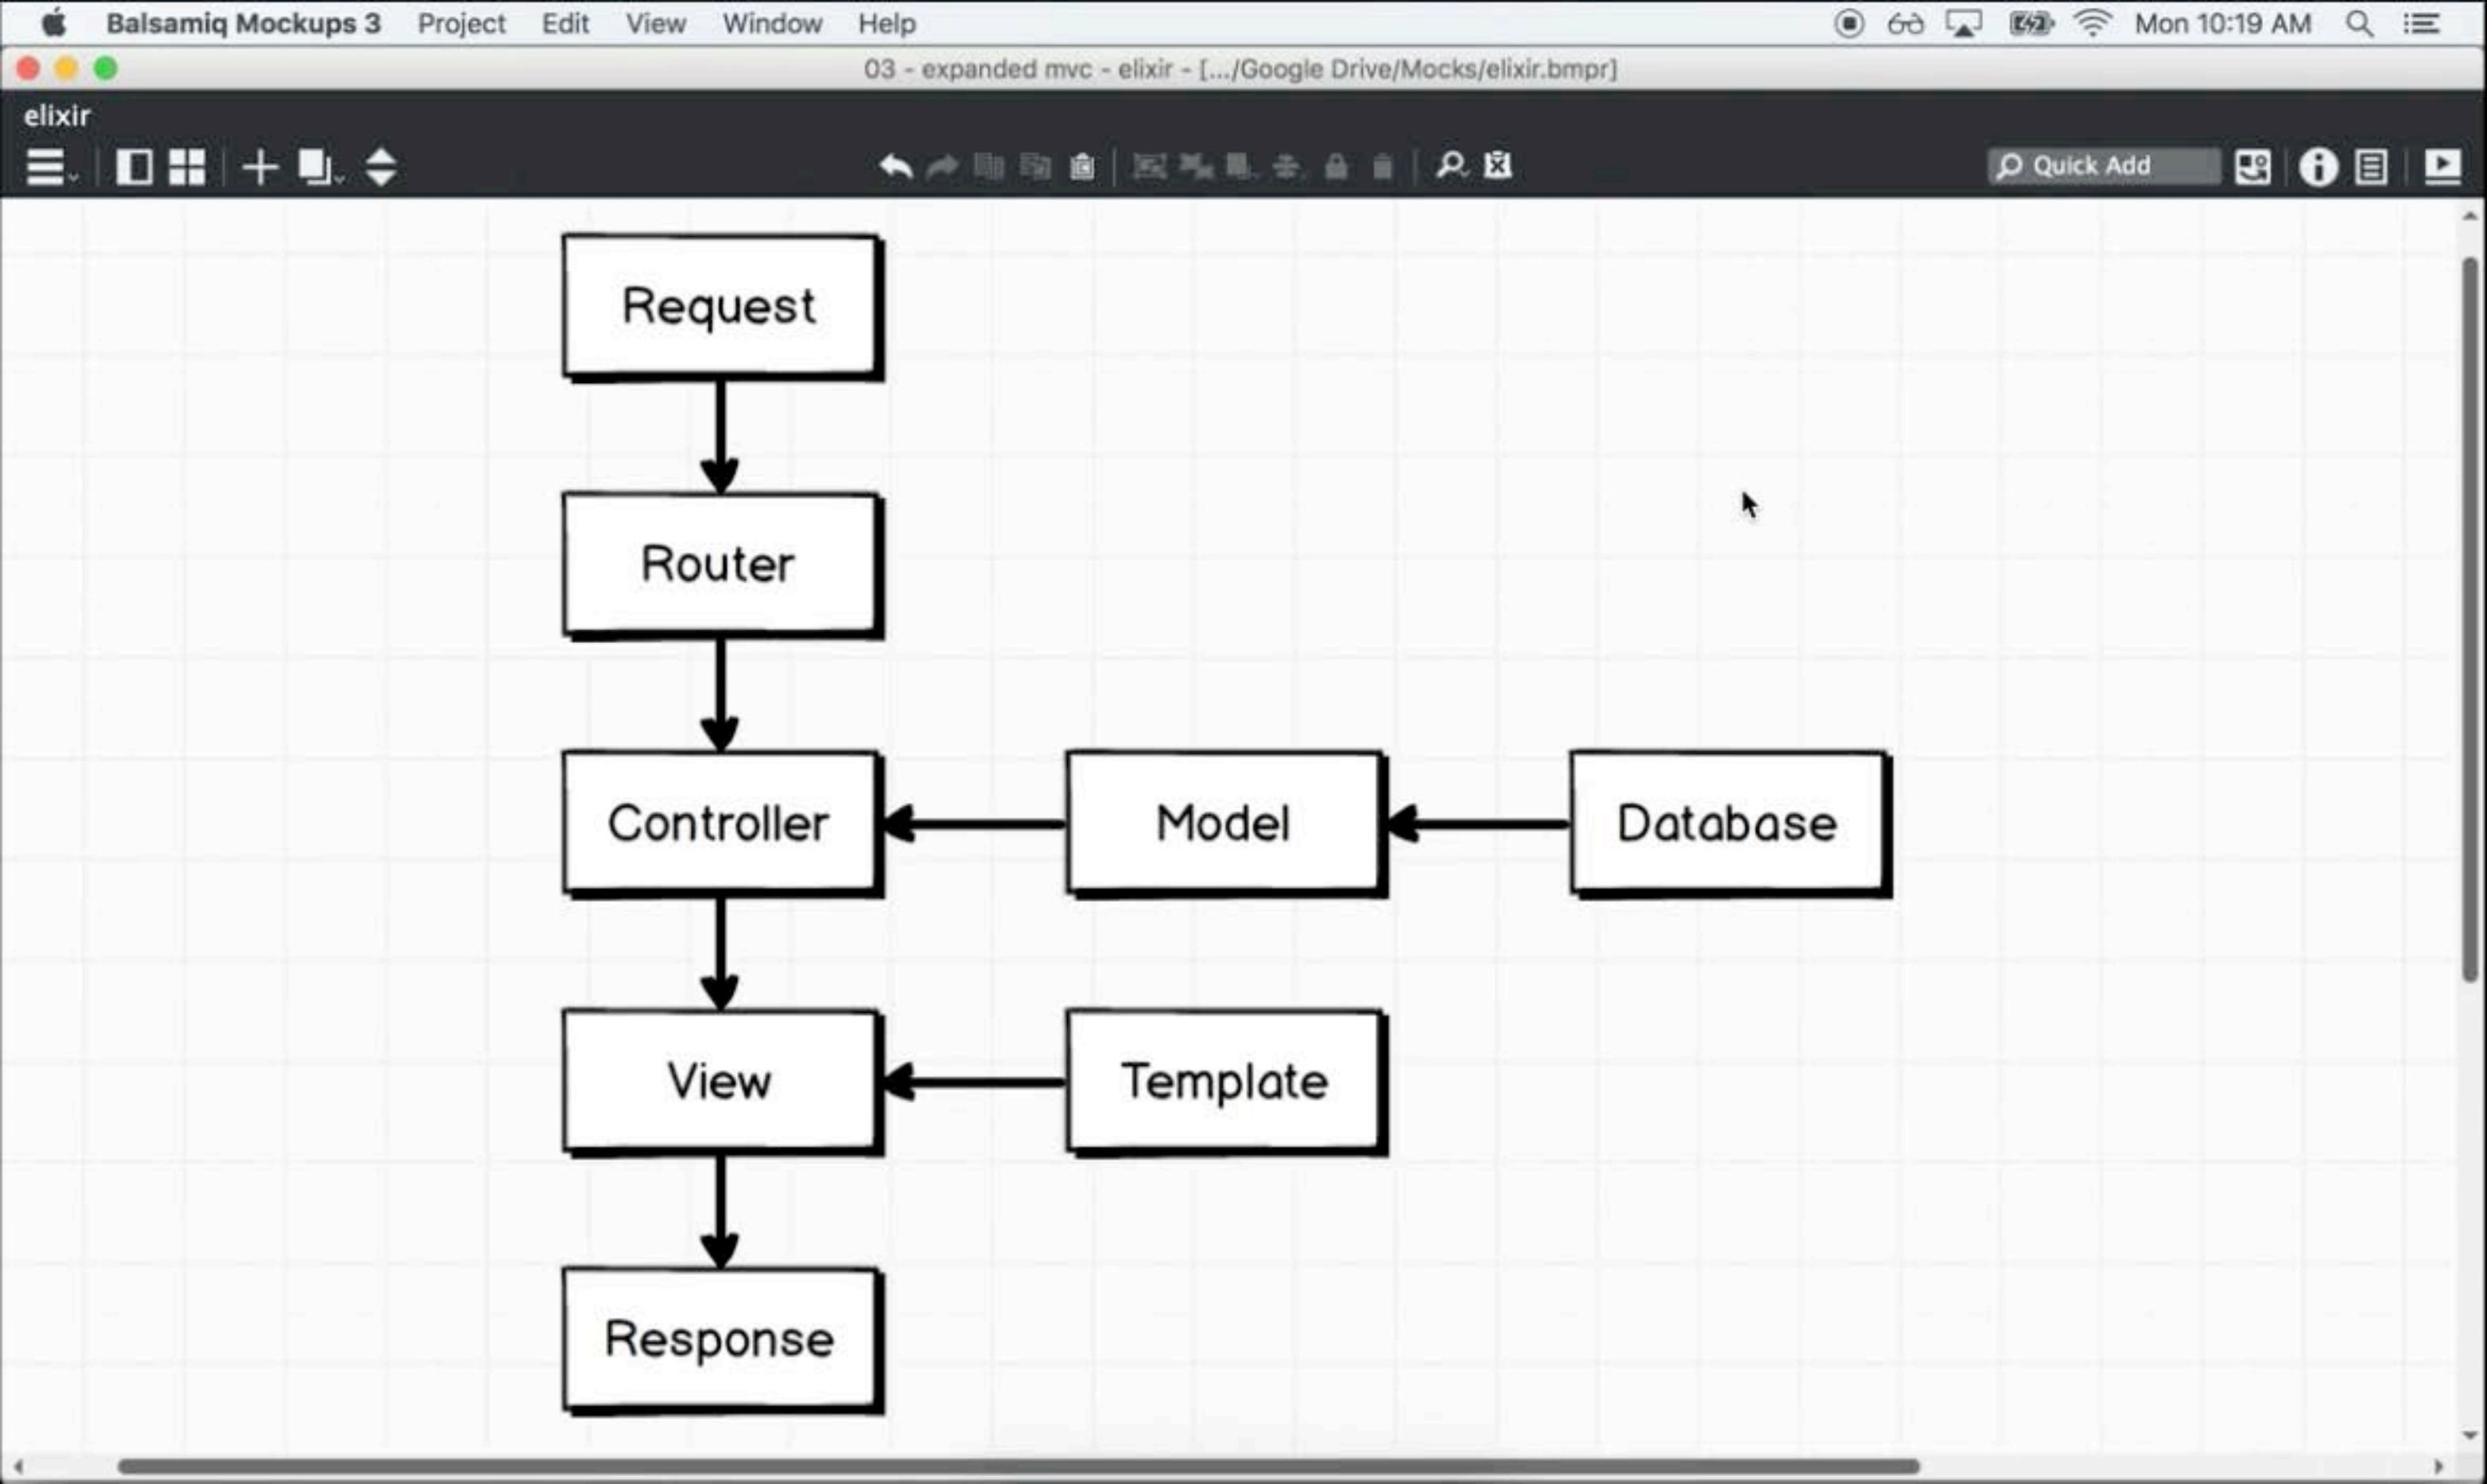 Balsamiq Mockups 3 Project Edit View Window Help Mon 10:19 AM
03 - expanded mvc - elixir - [.../Google Drive/Mocks/elixir.bmpr]
elixir
Quick Add
Request
Router
Controller Model Database
View Template
Response